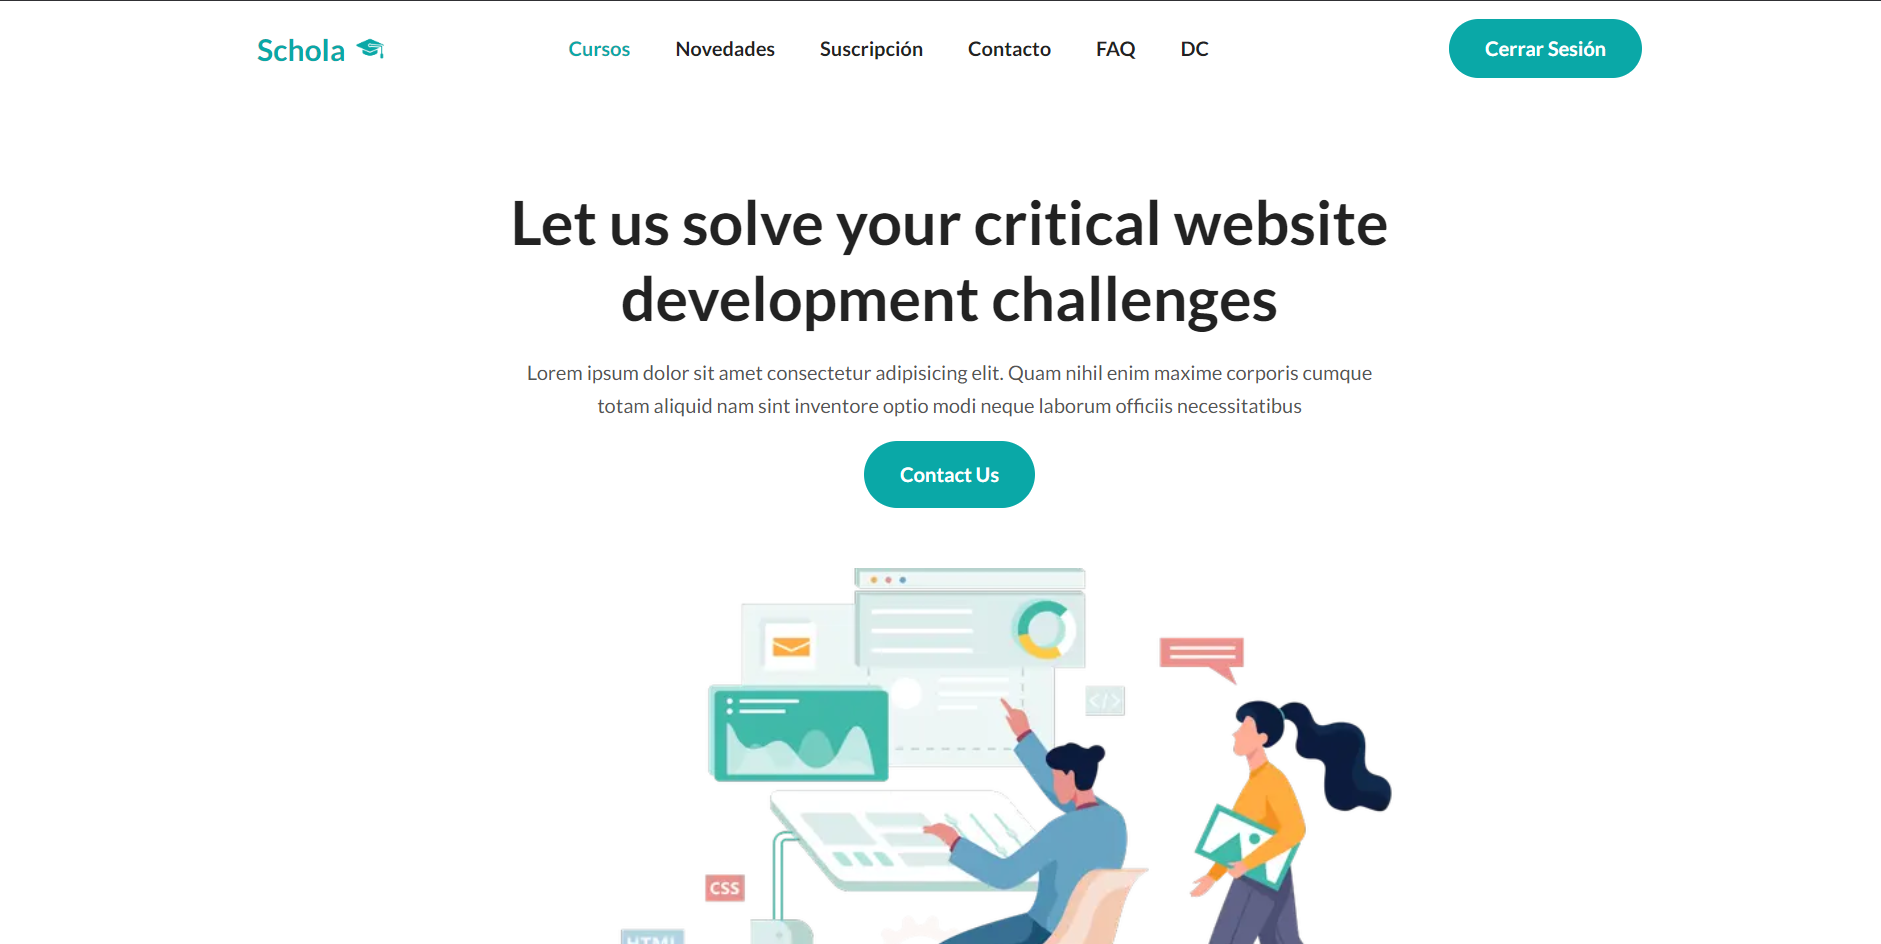 Schola
Cursos
Novedades
Suscripción
Contacto
FAQ
DC
Cerrar Sesión
Let us solve your critical website
development challenges
Lorem ipsum dolor sit amet consectetur adipisicing elit. Quam nihil enim maxime corporis cumque
totam aliquid nam sint inventore optio modi neque laborum officiis necessitatibus
Contact Us
</>
CSS
HTML